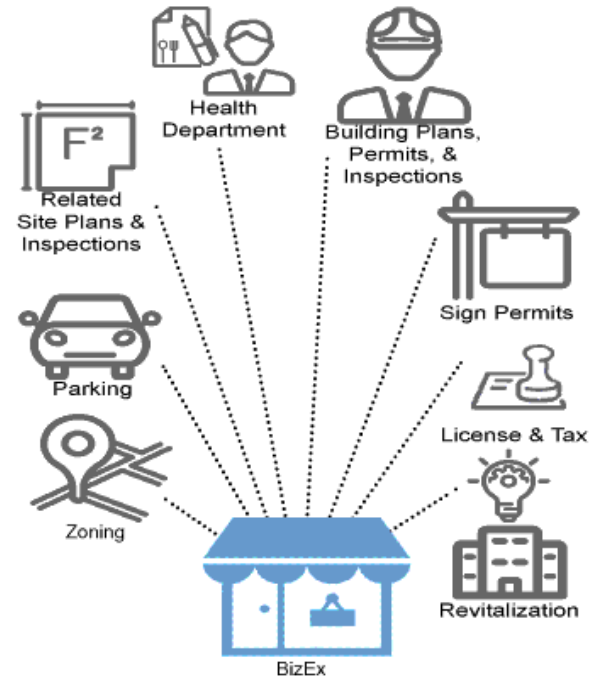 Health
Department
Building Plans,
Permits, &
Inspections
F²
Related
Site Plans &
Inspections
Sign Permits
Parking
License & Tax
Zoning
Revitalization
BizEx